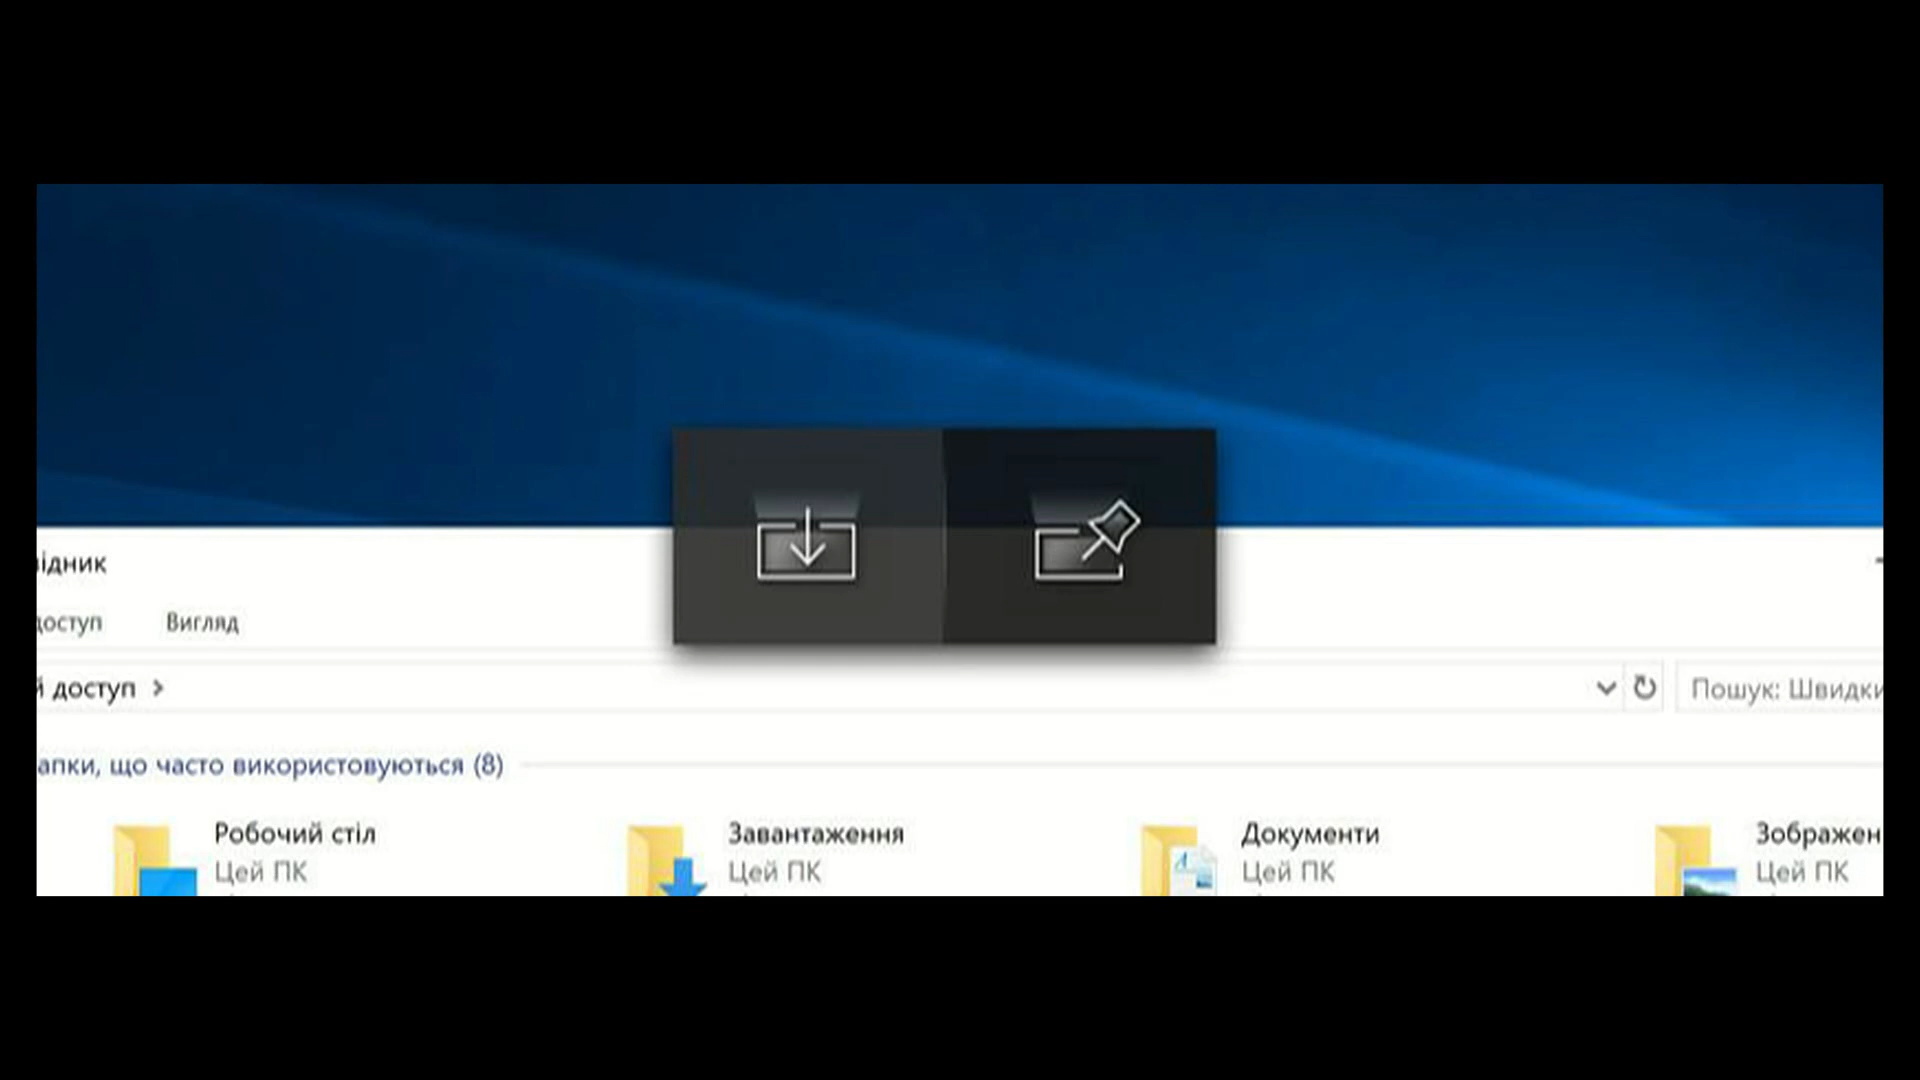 відник
доступ
Вигляд
й доступ
Пошук: Швидки
апки, що часто використовуються (8)
Робочий стіл
Цей ПК
Завантаження
Цей ПК
Документи
Цей ПК
Зображен
Цей ПК